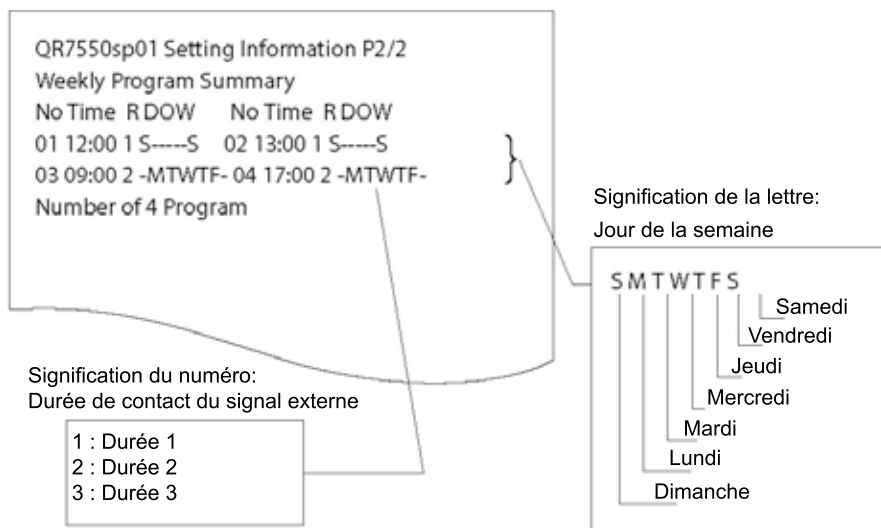 QR7550sp01 Setting Information P2/2
Weekly Program Summary
No Time R DOW No Time R DOW
01 12:00 1 S-----S 02 13:00 1 S-----S
03 09:00 2 -MTWTF- 04 17:00 2 -MTWTF-
Number of 4 Program
Signification de la lettre:
Jour de la semaine
S M T W T F S
Samedi
Vendredi
Jeudi
Mercredi
Mardi
Lundi
Dimanche
Signification du numéro:
Durée de contact du signal externe
1 : Durée 1
2 : Durée 2
3 : Durée 3